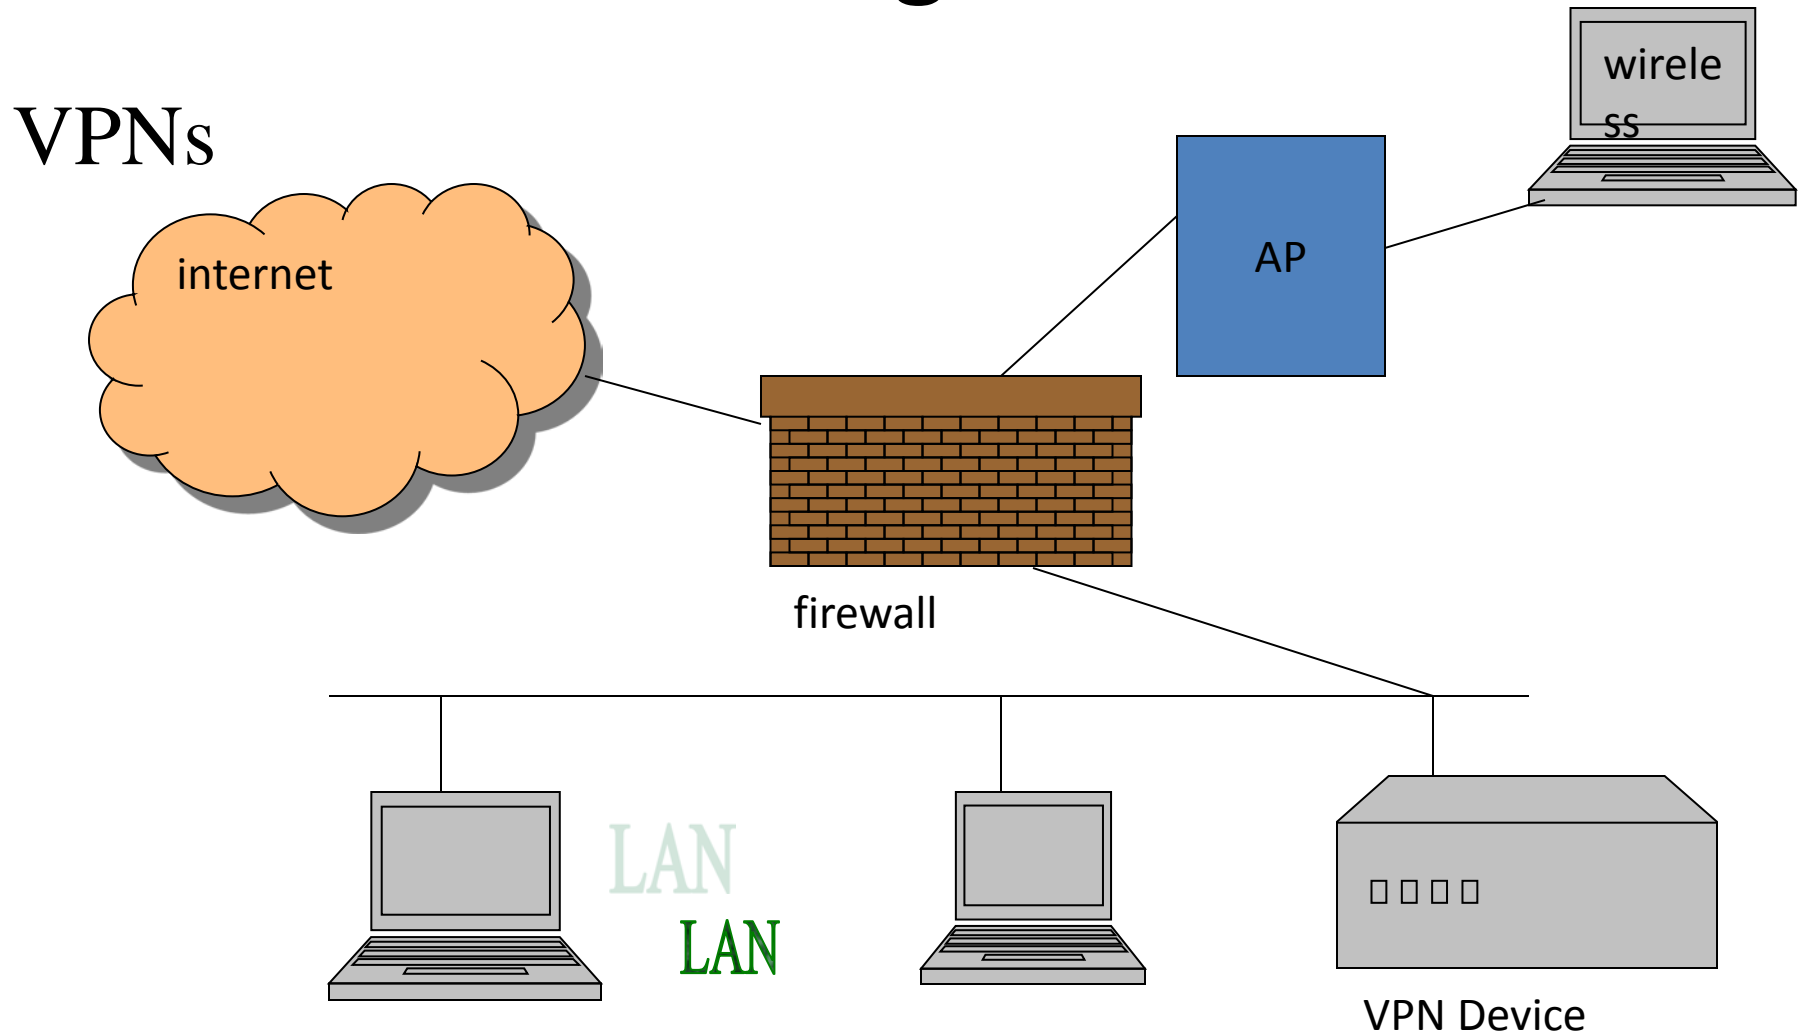 VPNs
wirele
ss
AP
internet
firewall
LAN
LAN
VPN Device